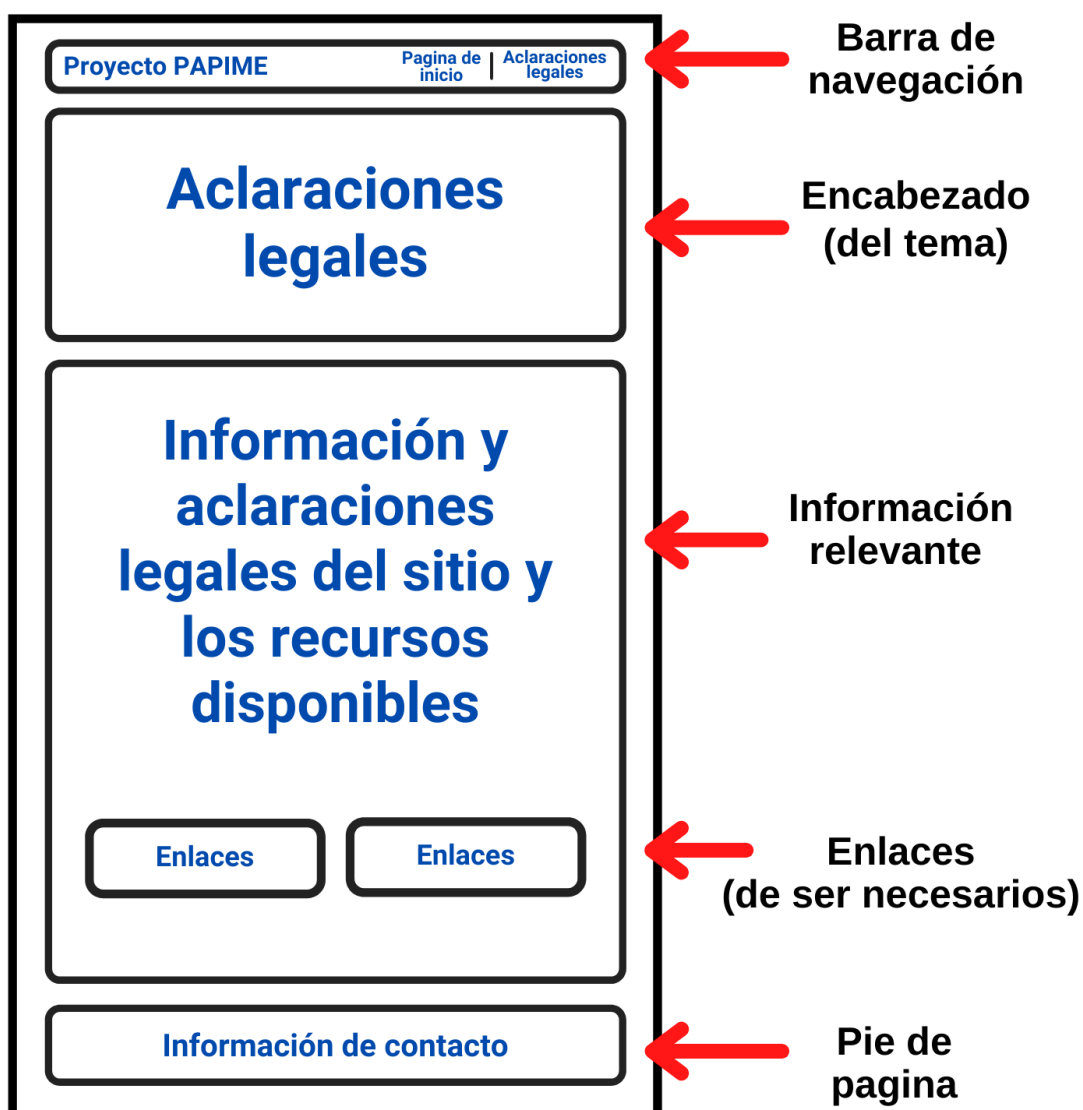 Proyecto PAPIME
Pagina de
inicio
Aclaraciones
legales
Barra de
navegación
Aclaraciones
legales
Encabezado
(del tema)
Información y
aclaraciones
legales del sitio y
los recursos
disponibles
Información
relevante
Enlaces
Enlaces
Enlaces
(de ser necesarios)
Información de contacto
Pie de
pagina